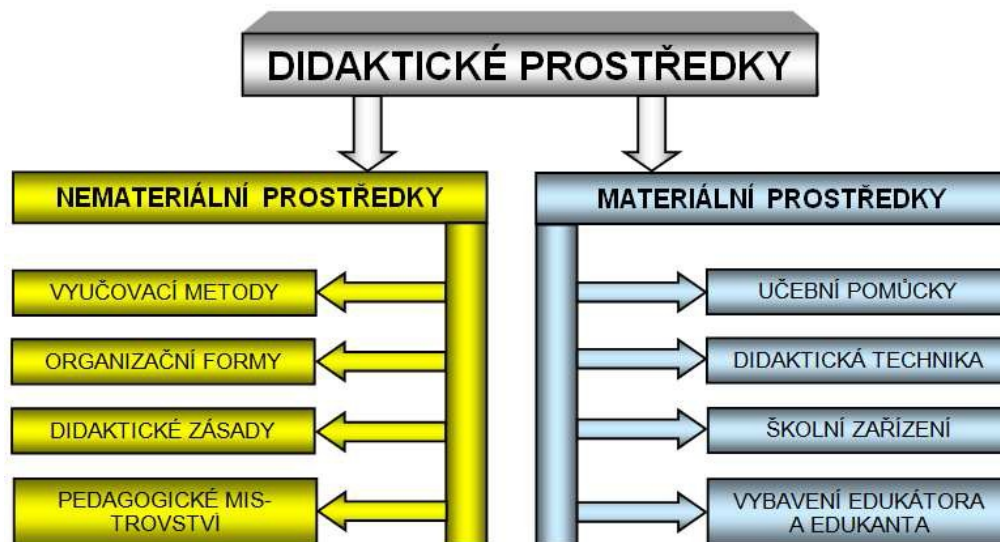 DIDAKTICKÉ PROSTŘEDKY
NEMATERIÁLNÍ PROSTŘEDKY
VYUČOVACÍ METODY
ORGANIZAČNÍ FORMY
DIDAKTICKÉ ZÁSADY
PEDAGOGICKÉ MIS-
TROVSTVÍ
MATERIÁLNÍ PROSTŘEDKY
UČEBNÍ POMŮCKY
DIDAKTICKÁ TECHNIKA
ŠKOLNÍ ZAŘÍZENÍ
VYBAVENÍ EDUKÁTORA
A EDUKANTA